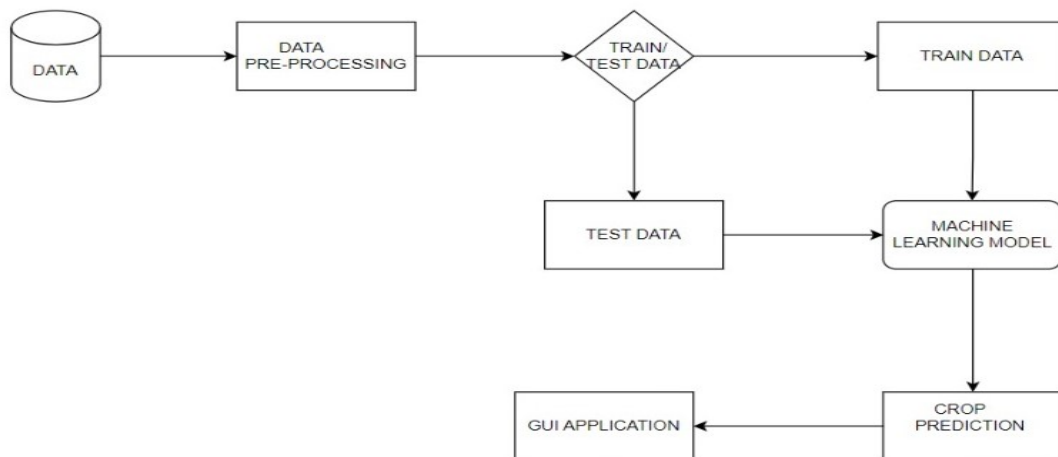 DATA
DATA
PRE-PROCESSING
TRAIN/
TEST DATA
TRAIN DATA
TEST DATA
MACHINE
LEARNING MODEL
CROP
PREDICTION
GUI APPLICATION